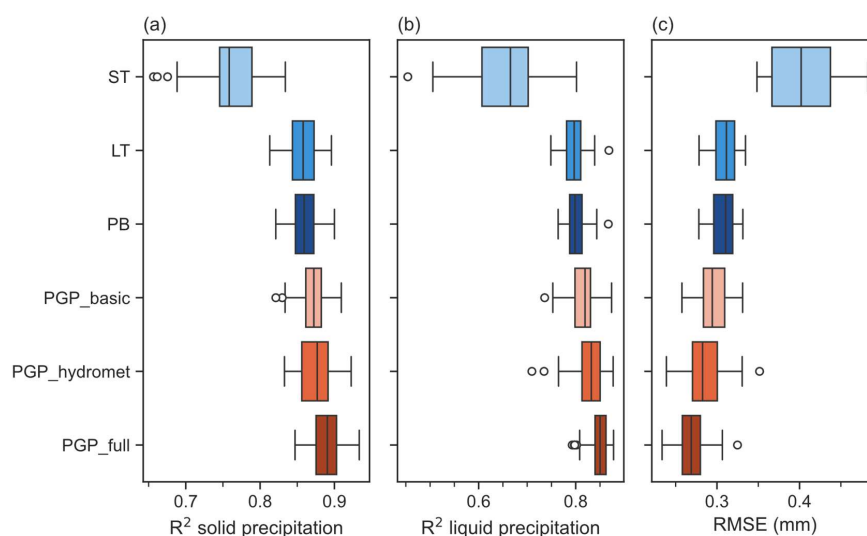 (a)
(b)
(c)
ST
LT
PB
PGP_basic
PGP_hydromet
PGP_full
0.7 0.8 0.9
0.6 0.8
0.3 0.4
R² solid precipitation
R² liquid precipitation
RMSE (mm)